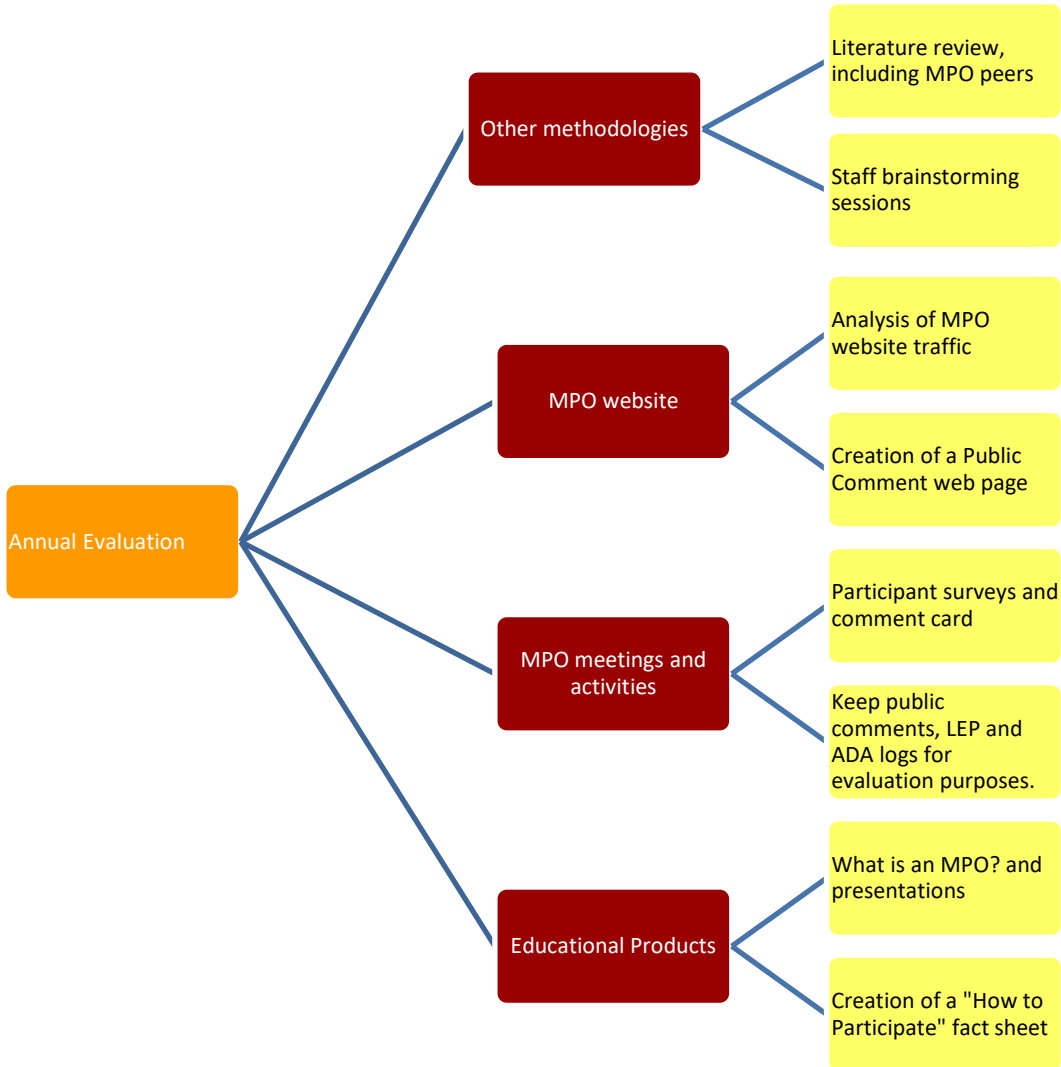 Literature review,
including MPO peers
Other methodologies
Staff brainstorming
sessions
Analysis of MPO
website traffic
MPO website
Creation of a Public
Comment web page
Annual Evaluation
Participant surveys and
comment card
MPO meetings and
activities
Keep public
comments, LEP and
ADA logs for
evaluation purposes.
What is an MPO? and
presentations
Educational Products
Creation of a "How to
Participate" fact sheet